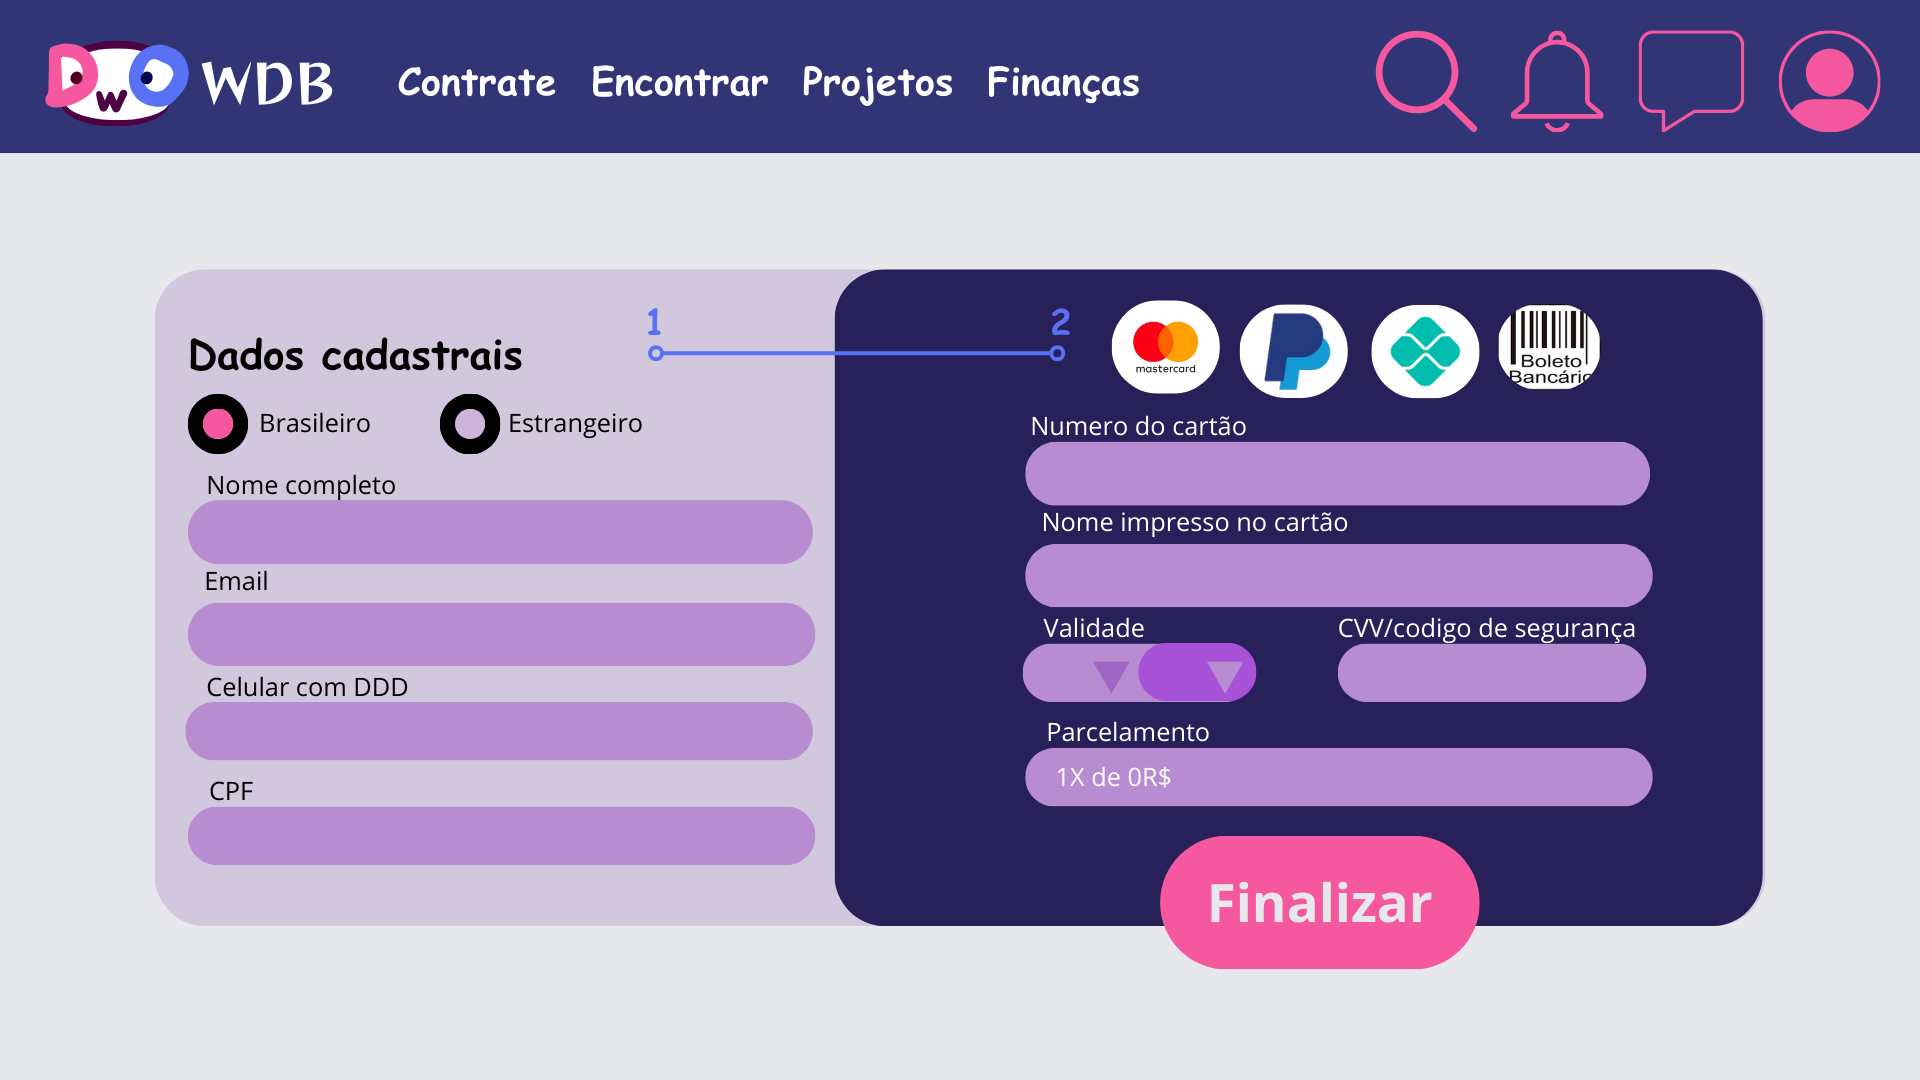 DwO WDB Contrate Encontrar Projetos Finanças
1 2
Dados cadastrais
Brasileiro Estrangeiro
Nome completo
Email
Celular com DDD
CPF
mastercard
Boleto
Bancário
Numero do cartão
Nome impresso no cartão
Validade CVV/codigo de segurança
Parcelamento
1X de 0R$
Finalizar